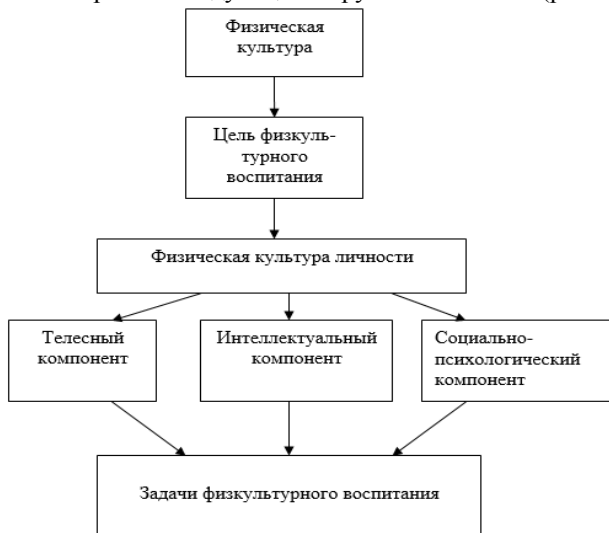 Физическая
культура
Цель физкуль-
турного
воспитания
Физическая культура личности
Телесный
компонент
Интеллектуальный
компонент
Социально-
психологический
компонент
Задачи физкультурного воспитания